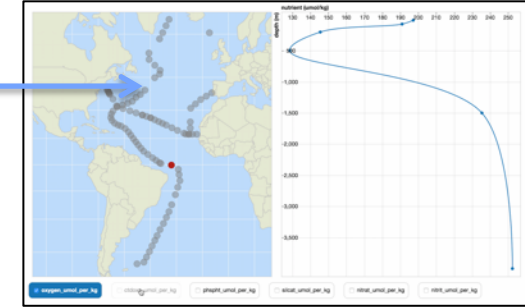 nutrient (umol/kg)
130 140 150 160 170 180 190 200 210 220 230 240 250
depth (m)
-500
-1,000
-1,500
-2,000
-2,500
-3,000
-3,500
oxygen_umol_per_kg phspht_umol_per_kg silcat_umol_per_kg nitrat_umol_per_kg nitrit_umol_per_kg